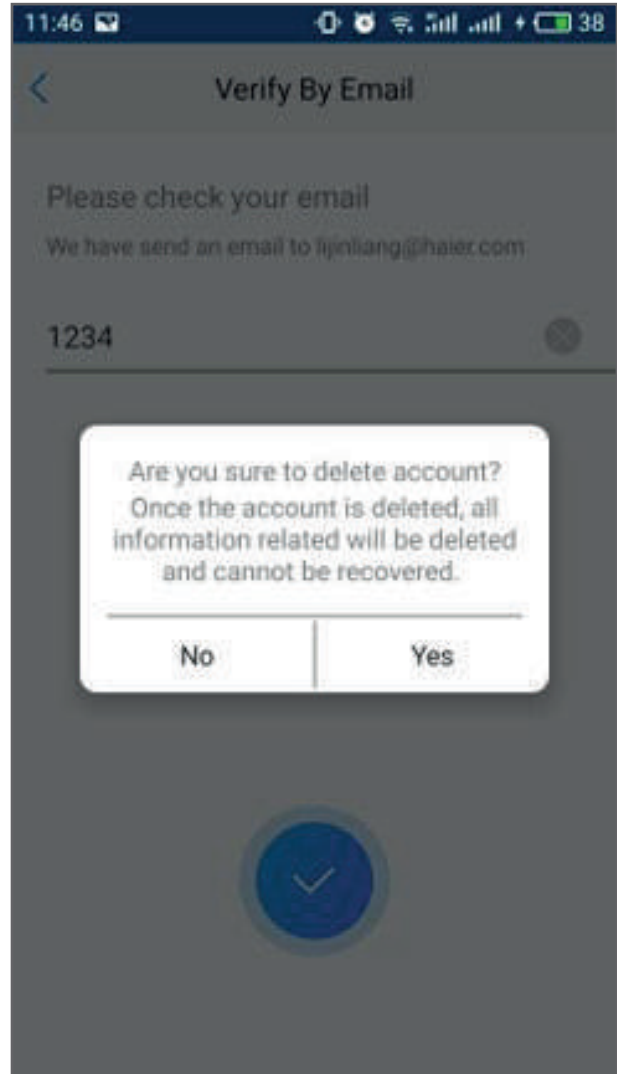 11:46 38
Verify By Email
Please check your email
We have send an email to lijinliang@haier.com
1234
Are you sure to delete account?
Once the account is deleted, all
information related will be deleted
and cannot be recovered.
No Yes